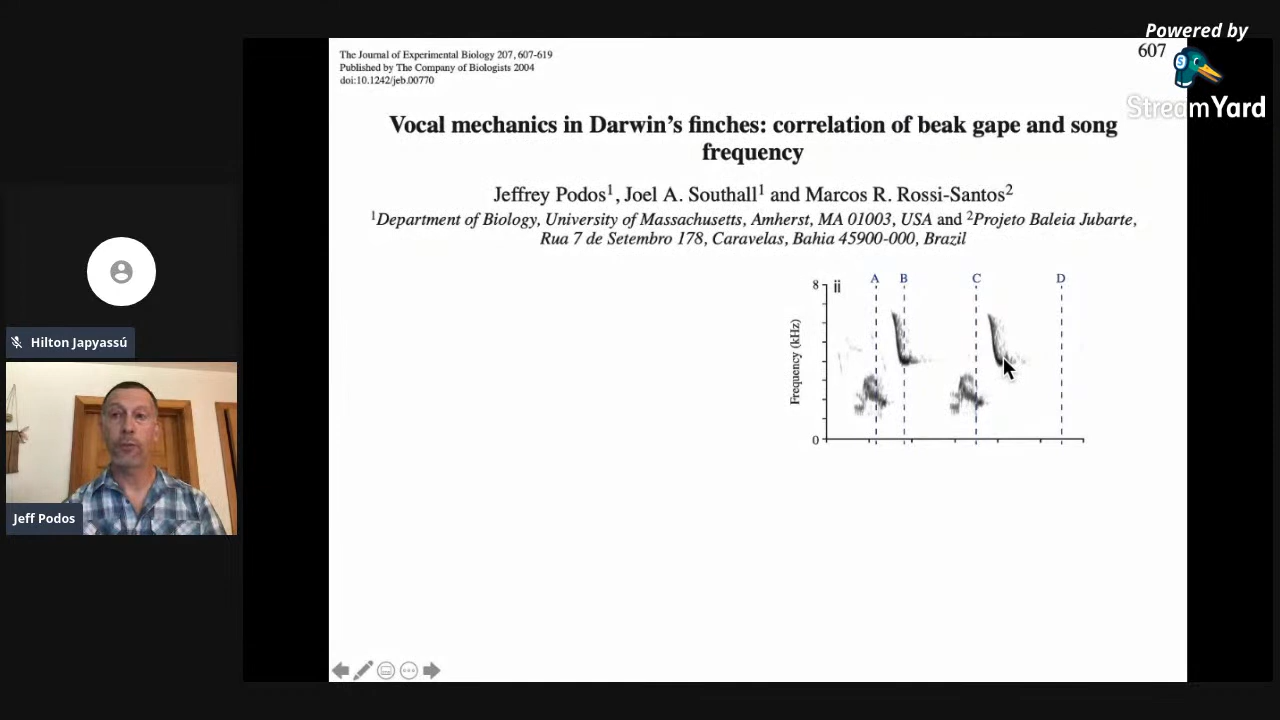 Powered by
StreamYard
The Journal of Experimental Biology 207, 607-619
Published by The Company of Biologists 2004
doi:10.1242/jeb.00770
607
Vocal mechanics in Darwin’s finches: correlation of beak gape and song
frequency
Jeffrey Podos1, Joel A. Southall1 and Marcos R. Rossi-Santos2
1Department of Biology, University of Massachusetts, Amherst, MA 01003, USA and 2Projeto Baleia Jubarte,
Rua 7 de Setembro 178, Caravelas, Bahia 45900-000, Brazil
A B C D
8 ii
Frequency (kHz)
0
Hilton Japyassú
Jeff Podos